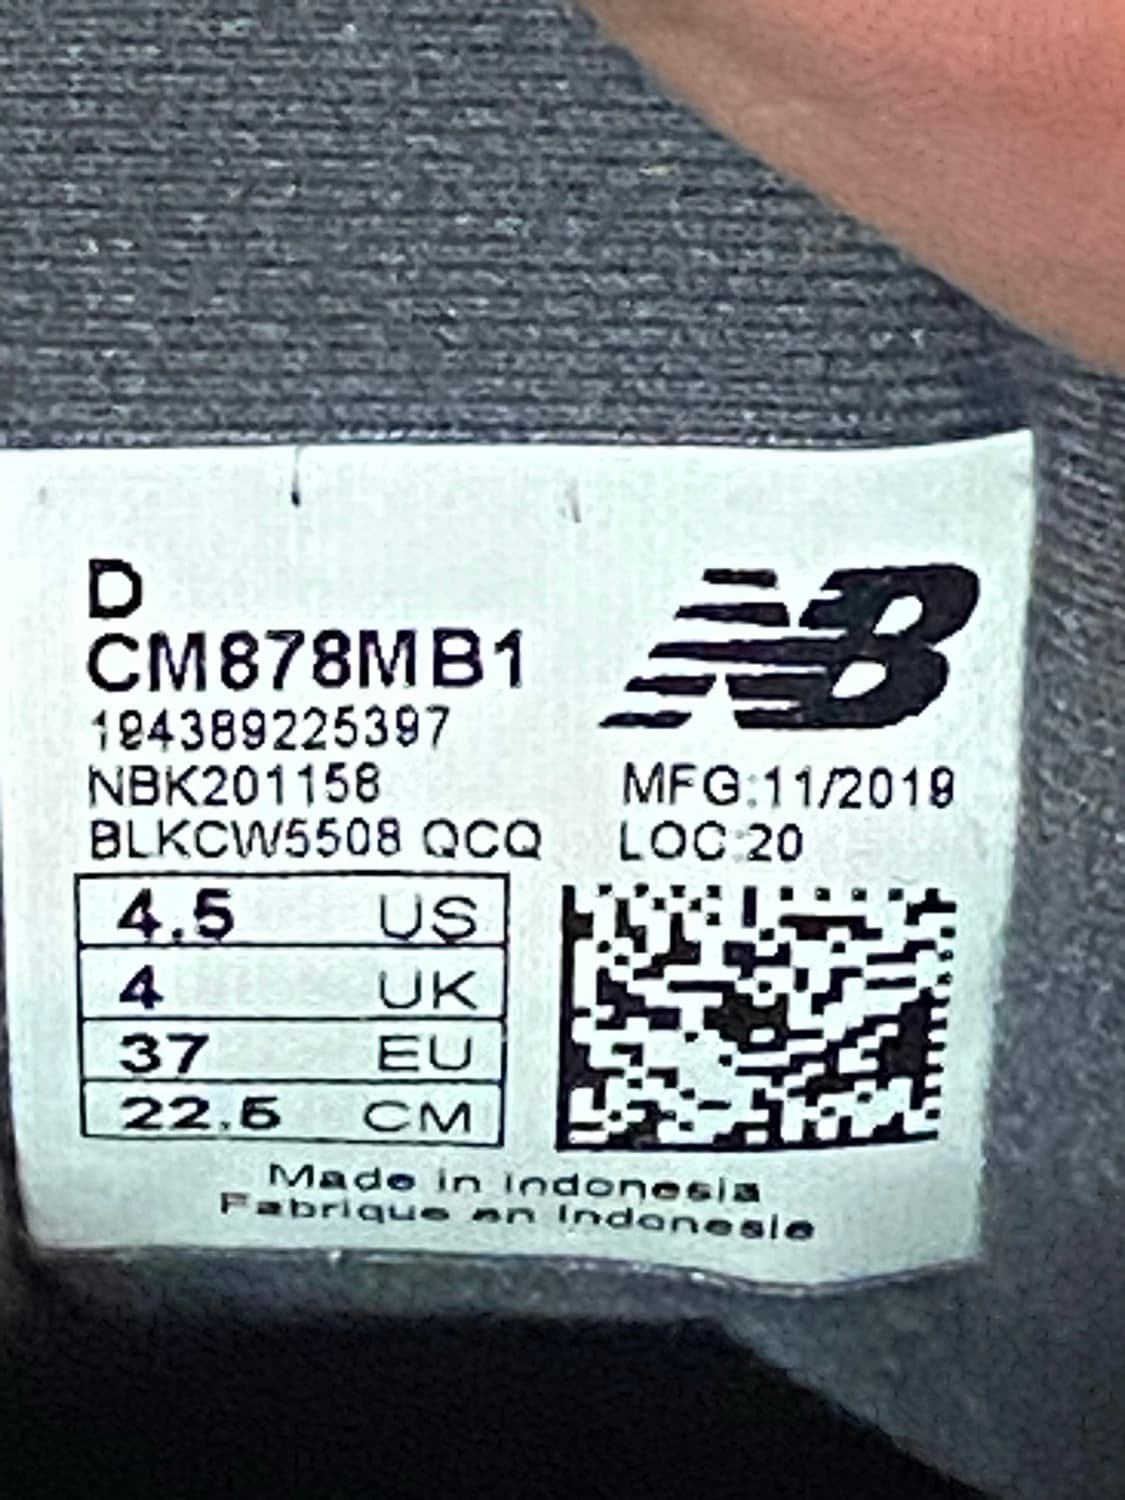 D
CM878MB1
194389225397
NBK201158
BLKCW5508 QCQ
NB
MFG:11/2019
LOC:20
4.5 US
4 UK
37 EU
22.5 CM
Made in Indonesia
Fabrique en Indonesie